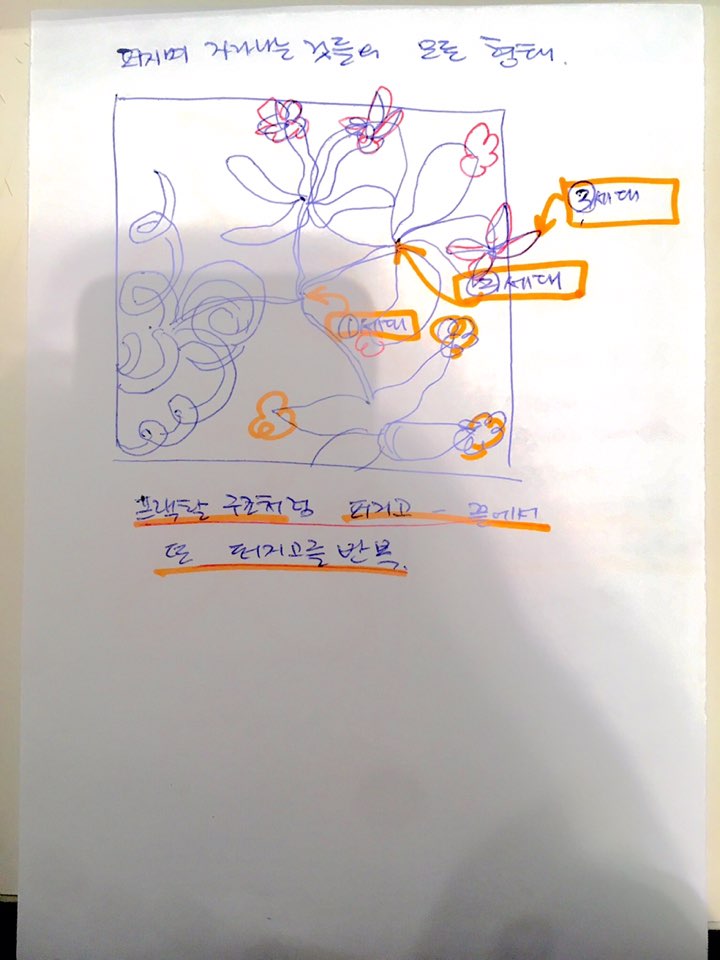 퍼지며 자라나는 것들의 모든 형태.
③세대
②세대
①세대
프랙탈 구조처럼 퍼지고 - 끝에서
또 퍼지고를 반복.